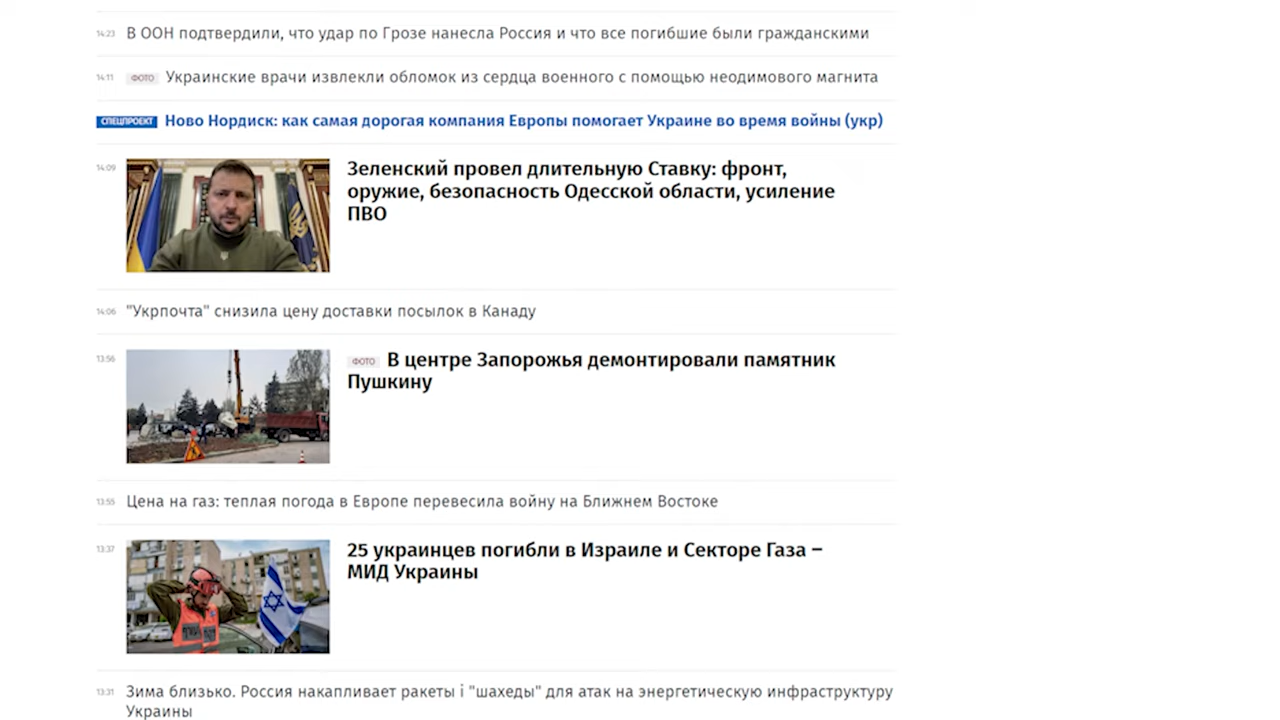 14:23 В ООН подтвердили, что удар по Грозе нанесла Россия и что все погибшие были гражданскими
14:11 ФОТО Украинские врачи извлекли обломок из сердца военного с помощью неодимового магнита
СПЕЦПРОЕКТ Ново Нордиск: как самая дорогая компания Европы помогает Украине во время войны (укр)
14:09 Зеленский провел длительную Ставку: фронт,
оружие, безопасность Одесской области, усиление
ПВО
14:06 "Укрпочта" снизила цену доставки посылок в Канаду
13:56 ФОТО В центре Запорожья демонтировали памятник
Пушкину
13:55 Цена на газ: теплая погода в Европе перевесила войну на Ближнем Востоке
13:37 25 украинцев погибли в Израиле и Секторе Газа –
МИД Украины
13:31 Зима близько. Россия накапливает ракеты і "шахеды" для атак на энергетическую инфраструктуру
Украины